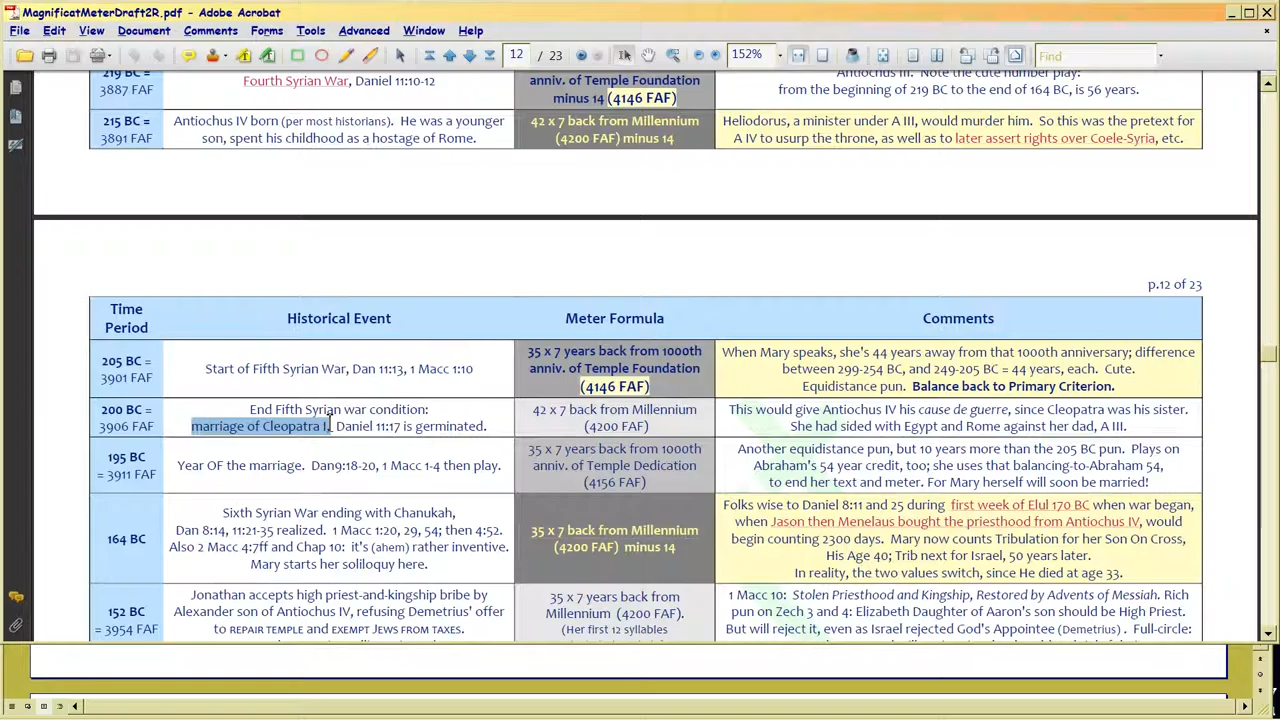 MagnificatMeterDraft2R.pdf - Adobe Acrobat
File Edit View Document Comments Forms Tools Advanced Window Help
12 / 23 152% Find
219 BC =
3887 FAF
Fourth Syrian War, Daniel 11:10-12
anniv. of Temple Foundation
minus 14 (4146 FAF)
Antiochus III. Note the cute number play:
from the beginning of 219 BC to the end of 164 BC, is 56 years.
215 BC =
3891 FAF
Antiochus IV born (per most historians). He was a younger
son, spent his childhood as a hostage of Rome.
42 x 7 back from Millennium
(4200 FAF) minus 14
Heliodorus, a minister under A III, would murder him. So this was the pretext for
A IV to usurp the throne, as well as to later assert rights over Coele-Syria, etc.
p.12 of 23
Time
Period
Historical Event
Meter Formula
Comments
205 BC =
3901 FAF
Start of Fifth Syrian War, Dan 11:13, 1 Macc 1:10
35 x 7 years back from 1000th
anniv. of Temple Foundation
(4146 FAF)
When Mary speaks, she's 44 years away from that 1000th anniversary; difference
between 299-254 BC, and 249-205 BC = 44 years, each. Cute.
Equidistance pun. Balance back to Primary Criterion.
200 BC =
3906 FAF
End Fifth Syrian war condition:
marriage of Cleopatra I. Daniel 11:17 is germinated.
42 x 7 back from Millennium
(4200 FAF)
This would give Antiochus IV his cause de guerre, since Cleopatra was his sister.
She had sided with Egypt and Rome against her dad, A III.
195 BC
= 3911 FAF
Year OF the marriage. Dan9:18-20, 1 Macc 1-4 then play.
35 x 7 years back from 1000th
anniv. of Temple Dedication
(4156 FAF)
Another equidistance pun, but 10 years more than the 205 BC pun. Plays on
Abraham's 54 year credit, too; she uses that balancing-to-Abraham 54,
to end her text and meter. For Mary herself will soon be married!
164 BC
Sixth Syrian War ending with Chanukah,
Dan 8:14, 11:21-35 realized. 1 Macc 1:20, 29, 54; then 4:52.
Also 2 Macc 4:7ff and Chap 10: it's (ahem) rather inventive.
Mary starts her soliloquy here.
35 x 7 back from Millennium
(4200 FAF) minus 14
Folks wise to Daniel 8:11 and 25 during first week of Elul 170 BC when war began,
when Jason then Menelaus bought the priesthood from Antiochus IV, would
begin counting 2300 days. Mary now counts Tribulation for her Son On Cross,
His Age 40; Trib next for Israel, 50 years later.
In reality, the two values switch, since He died at age 33.
152 BC
= 3954 FAF
Jonathan accepts high priest-and-kingship bribe by
Alexander son of Antiochus IV, refusing Demetrius' offer
to REPAIR TEMPLE and EXEMPT JEWS FROM TAXES.
35 x 7 years back from
Millennium (4200 FAF).
(Her first 12 syllables
1 Macc 10: Stolen Priesthood and Kingship, Restored by Advents of Messiah. Rich
pun on Zech 3 and 4: Elizabeth Daughter of Aaron's son should be High Priest.
But will reject it, even as Israel rejected God's Appointee (Demetrius) . Full-circle: